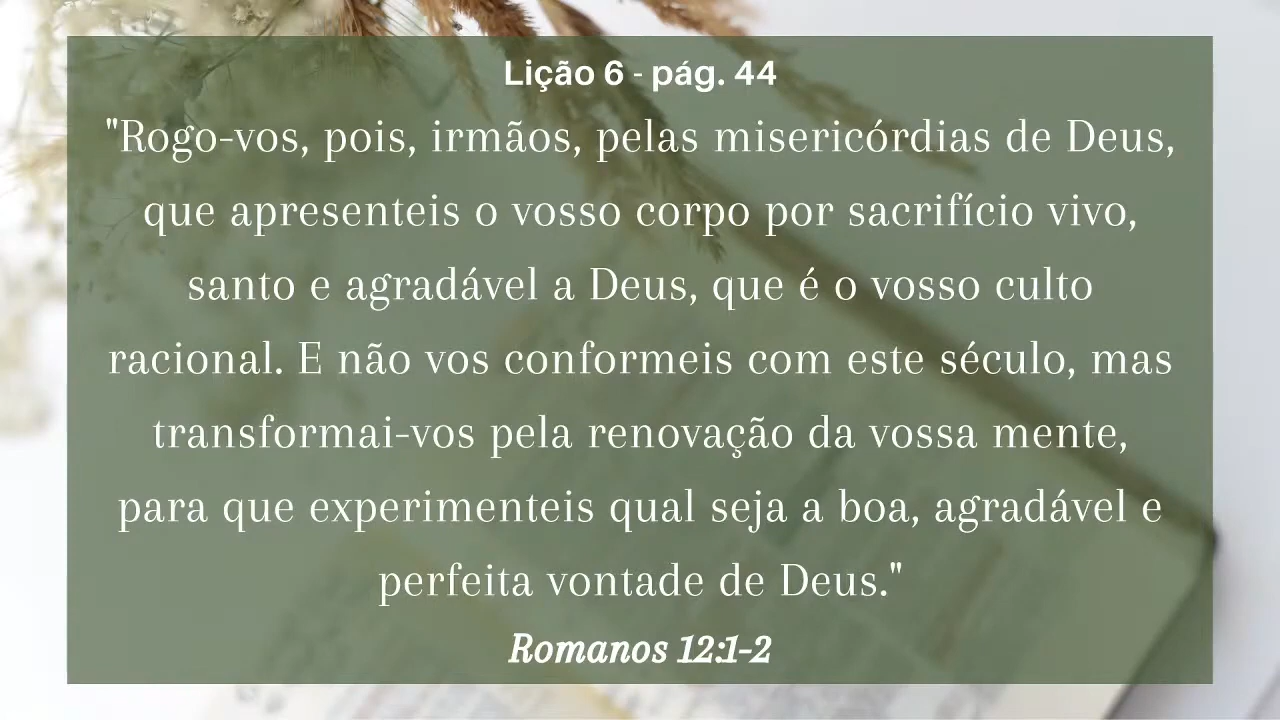 Lição 6 - pág. 44
"Rogo-vos, pois, irmãos, pelas misericórdias de Deus,
que apresenteis o vosso corpo por sacrifício vivo,
santo e agradável a Deus, que é o vosso culto
racional. E não vos conformeis com este século, mas
transformai-vos pela renovação da vossa mente,
para que experimenteis qual seja a boa, agradável e
perfeita vontade de Deus."
Romanos 12:1-2